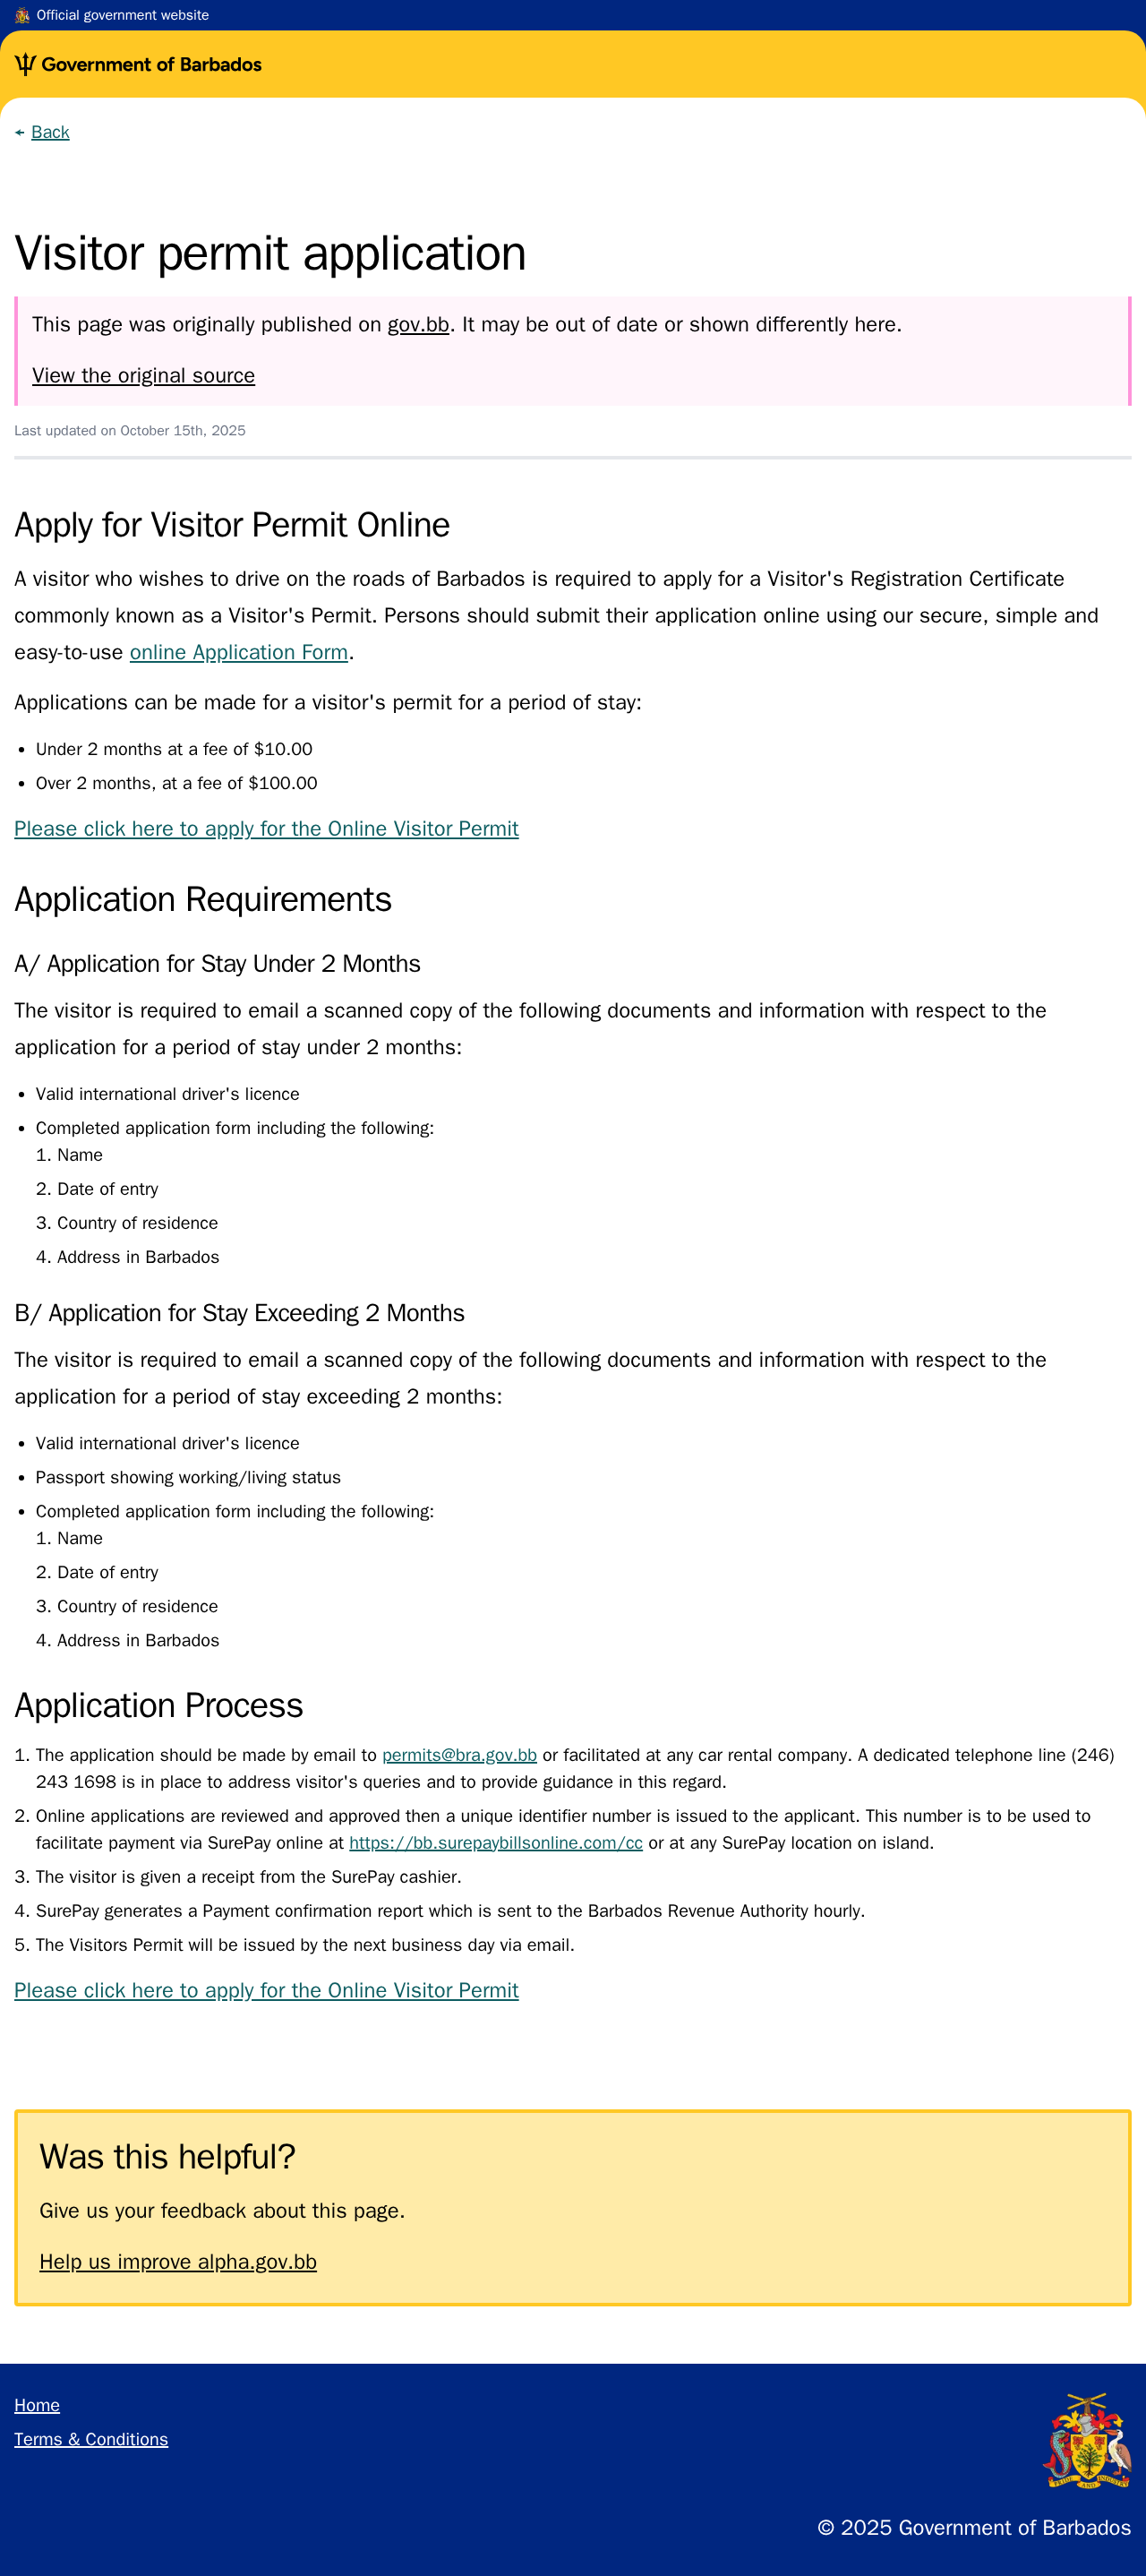 Official government website
Government of Barbados
Back
Visitor permit application
This page was originally published on gov.bb. It may be out of date or shown differently here.
View the original source
Last updated on October 15th, 2025
Apply for Visitor Permit Online
A visitor who wishes to drive on the roads of Barbados is required to apply for a Visitor's Registration Certificate
commonly known as a Visitor's Permit. Persons should submit their application online using our secure, simple and
easy-to-use online Application Form.
Applications can be made for a visitor's permit for a period of stay:
• Under 2 months at a fee of $10.00
• Over 2 months, at a fee of $100.00
Please click here to apply for the Online Visitor Permit
Application Requirements
A/ Application for Stay Under 2 Months
The visitor is required to email a scanned copy of the following documents and information with respect to the
application for a period of stay under 2 months:
• Valid international driver's licence
• Completed application form including the following:
1. Name
2. Date of entry
3. Country of residence
4. Address in Barbados
B/ Application for Stay Exceeding 2 Months
The visitor is required to email a scanned copy of the following documents and information with respect to the
application for a period of stay exceeding 2 months:
• Valid international driver's licence
• Passport showing working/living status
• Completed application form including the following:
1. Name
2. Date of entry
3. Country of residence
4. Address in Barbados
Application Process
1. The application should be made by email to permits@bra.gov.bb or facilitated at any car rental company. A dedicated telephone line (246)
243 1698 is in place to address visitor's queries and to provide guidance in this regard.
2. Online applications are reviewed and approved then a unique identifier number is issued to the applicant. This number is to be used to
facilitate payment via SurePay online at https://bb.surepaybillsonline.com/cc or at any SurePay location on island.
3. The visitor is given a receipt from the SurePay cashier.
4. SurePay generates a Payment confirmation report which is sent to the Barbados Revenue Authority hourly.
5. The Visitors Permit will be issued by the next business day via email.
Please click here to apply for the Online Visitor Permit
Was this helpful?
Give us your feedback about this page.
Help us improve alpha.gov.bb
Home
Terms & Conditions
PRIDE AND INDUSTRY
© 2025 Government of Barbados